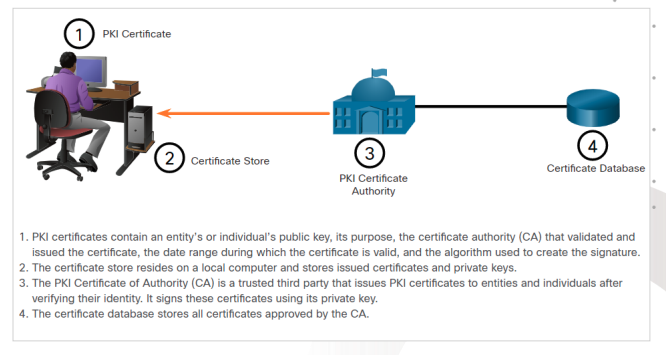 1 PKI Certificate
2 Certificate Store
3
PKI Certificate
Authority
4
Certificate Database
1. PKI certificates contain an entity's or individual's public key, its purpose, the certificate authority (CA) that validated and
issued the certificate, the date range during which the certificate is valid, and the algorithm used to create the signature.
2. The certificate store resides on a local computer and stores issued certificates and private keys.
3. The PKI Certificate of Authority (CA) is a trusted third party that issues PKI certificates to entities and individuals after
verifying their identity. It signs these certificates using its private key.
4. The certificate database stores all certificates approved by the CA.